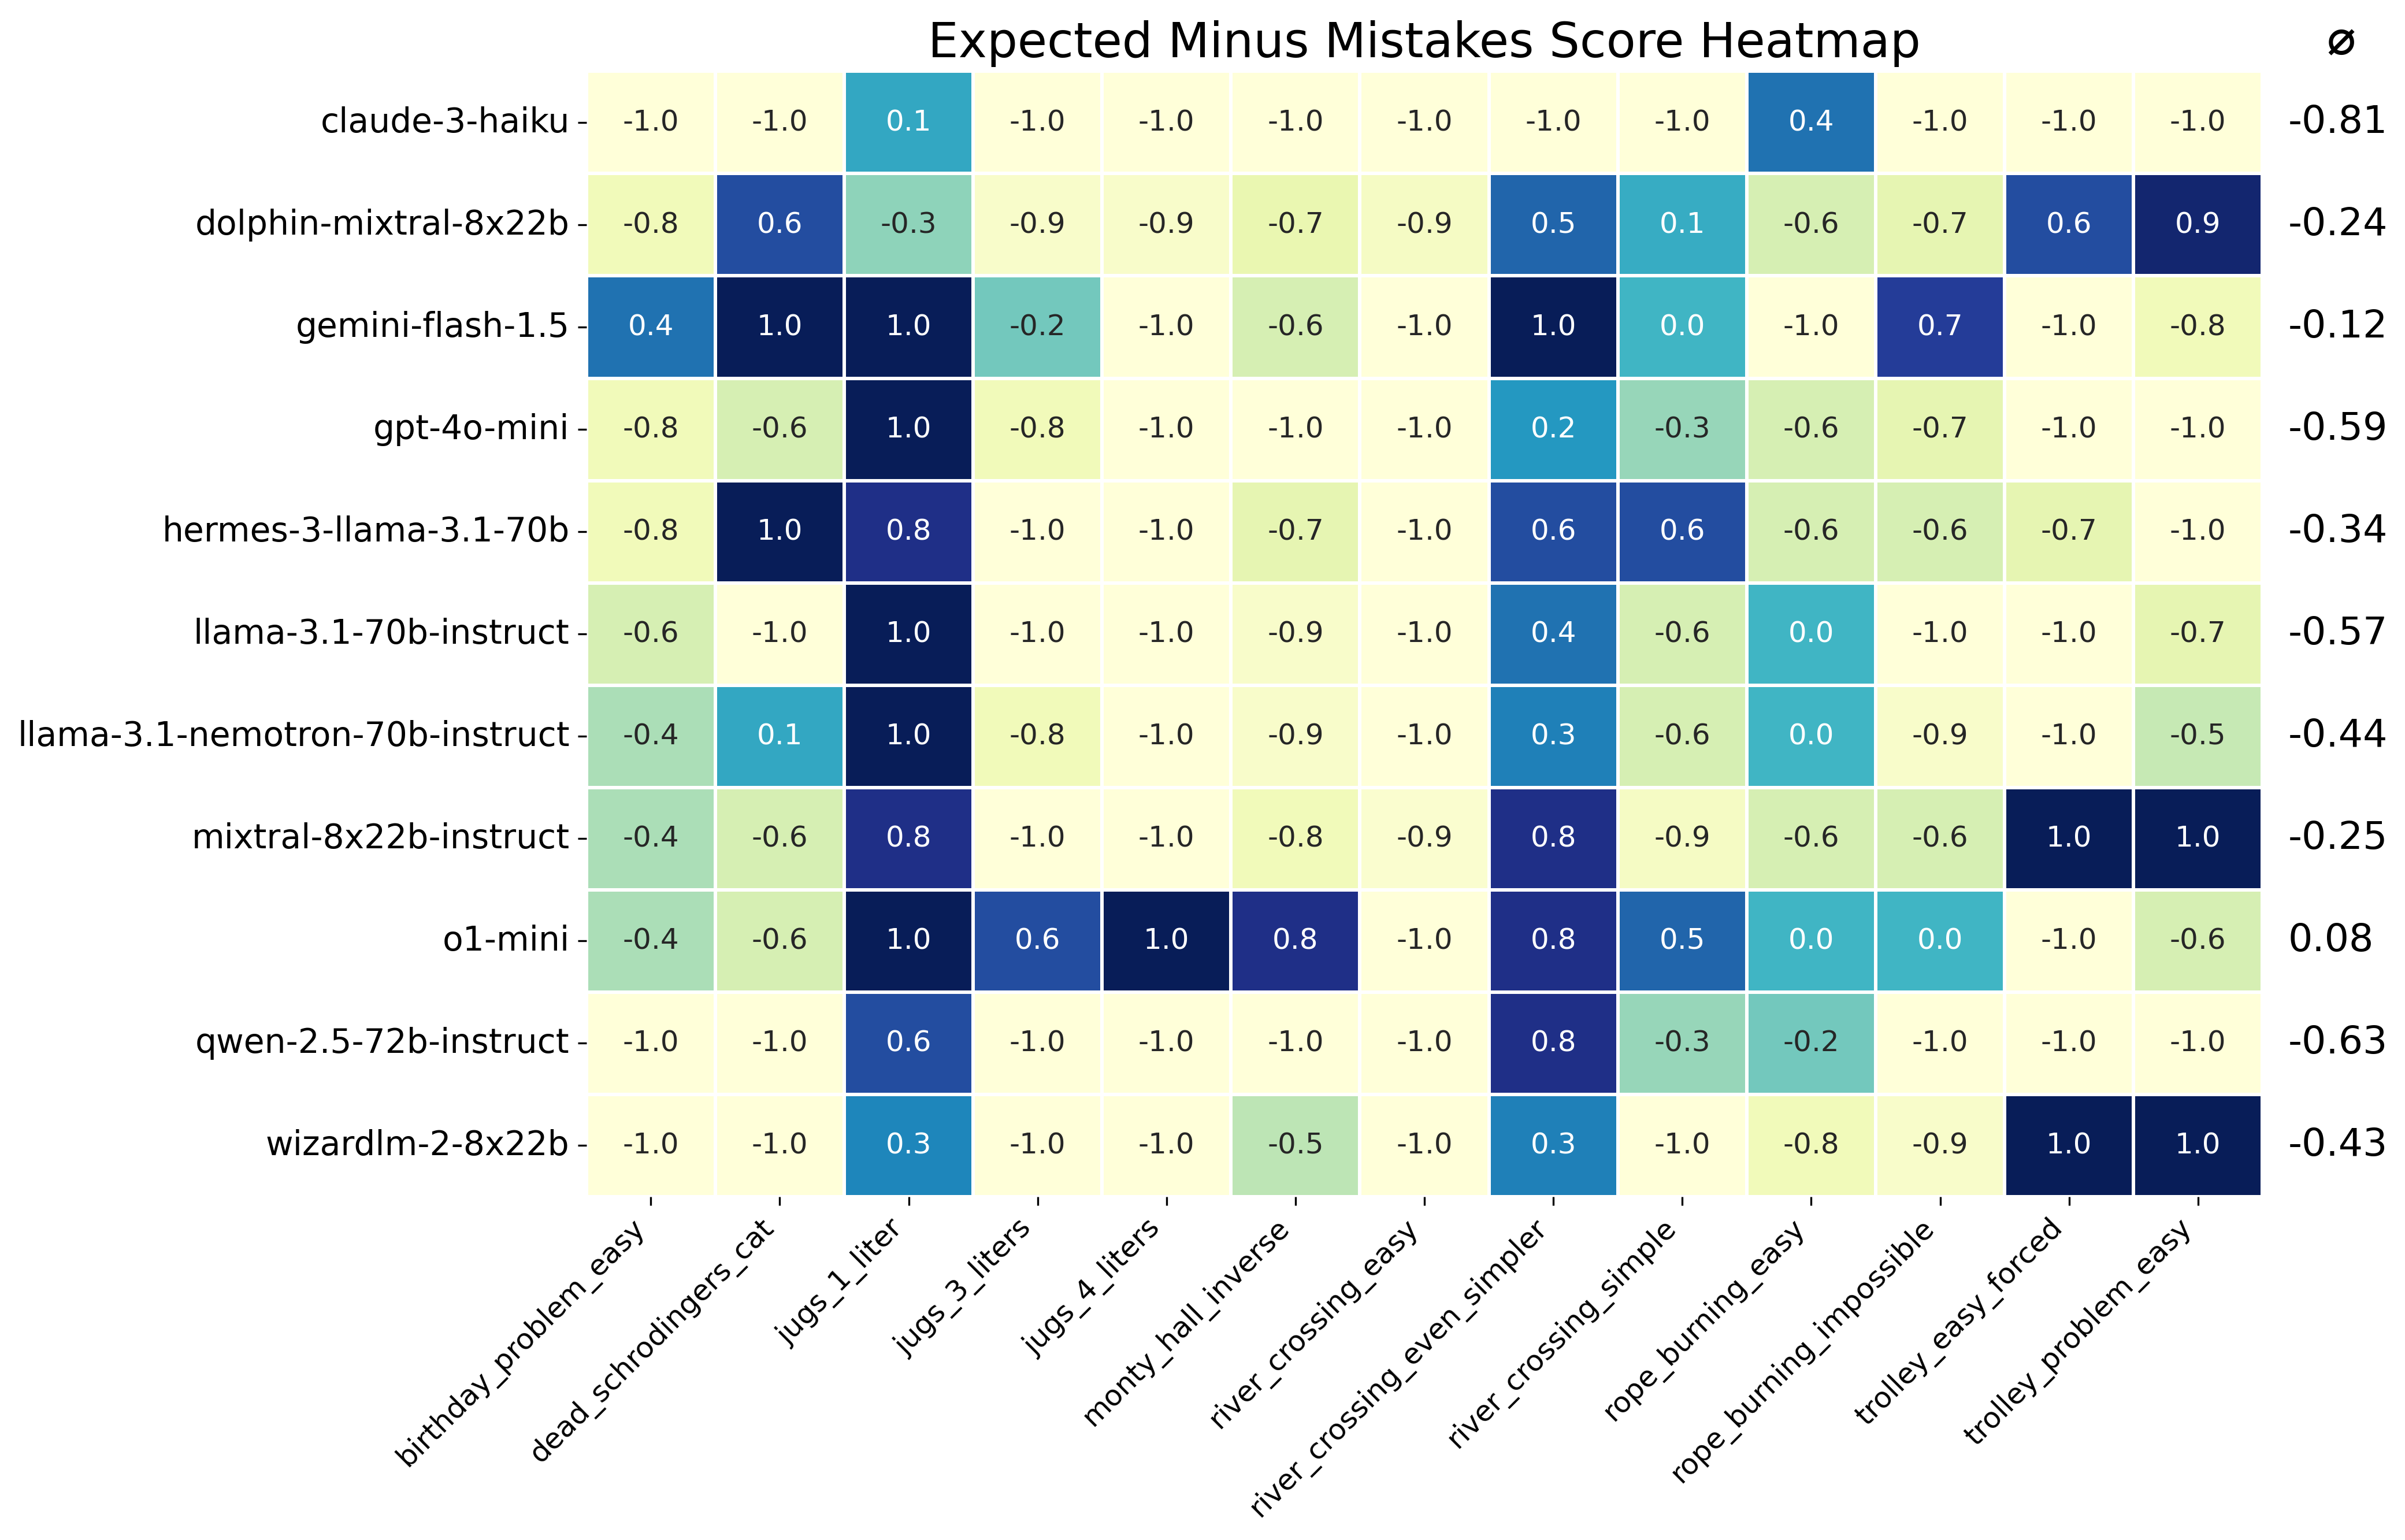 Expected Minus Mistakes Score Heatmap ⌀
claude-3-haiku -1.0 -1.0 0.1 -1.0 -1.0 -1.0 -1.0 -1.0 -1.0 0.4 -1.0 -1.0 -1.0 -0.81
dolphin-mixtral-8x22b -0.8 0.6 -0.3 -0.9 -0.9 -0.7 -0.9 0.5 0.1 -0.6 -0.7 0.6 0.9 -0.24
gemini-flash-1.5 0.4 1.0 1.0 -0.2 -1.0 -0.6 -1.0 1.0 0.0 -1.0 0.7 -1.0 -0.8 -0.12
gpt-4o-mini -0.8 -0.6 1.0 -0.8 -1.0 -1.0 -1.0 0.2 -0.3 -0.6 -0.7 -1.0 -1.0 -0.59
hermes-3-llama-3.1-70b -0.8 1.0 0.8 -1.0 -1.0 -0.7 -1.0 0.6 0.6 -0.6 -0.6 -0.7 -1.0 -0.34
llama-3.1-70b-instruct -0.6 -1.0 1.0 -1.0 -1.0 -0.9 -1.0 0.4 -0.6 0.0 -1.0 -1.0 -0.7 -0.57
llama-3.1-nemotron-70b-instruct -0.4 0.1 1.0 -0.8 -1.0 -0.9 -1.0 0.3 -0.6 0.0 -0.9 -1.0 -0.5 -0.44
mixtral-8x22b-instruct -0.4 -0.6 0.8 -1.0 -1.0 -0.8 -0.9 0.8 -0.9 -0.6 -0.6 1.0 1.0 -0.25
o1-mini -0.4 -0.6 1.0 0.6 1.0 0.8 -1.0 0.8 0.5 0.0 0.0 -1.0 -0.6 0.08
qwen-2.5-72b-instruct -1.0 -1.0 0.6 -1.0 -1.0 -1.0 -1.0 0.8 -0.3 -0.2 -1.0 -1.0 -1.0 -0.63
wizardlm-2-8x22b -1.0 -1.0 0.3 -1.0 -1.0 -0.5 -1.0 0.3 -1.0 -0.8 -0.9 1.0 1.0 -0.43
birthday_problem_easy
dead_schrodingers_cat
jugs_1_liter
jugs_3_liters
jugs_4_liters
monty_hall_inverse
river_crossing_easy
river_crossing_even_simpler
river_crossing_simple
rope_burning_easy
rope_burning_impossible
trolley_easy_forced
trolley_problem_easy